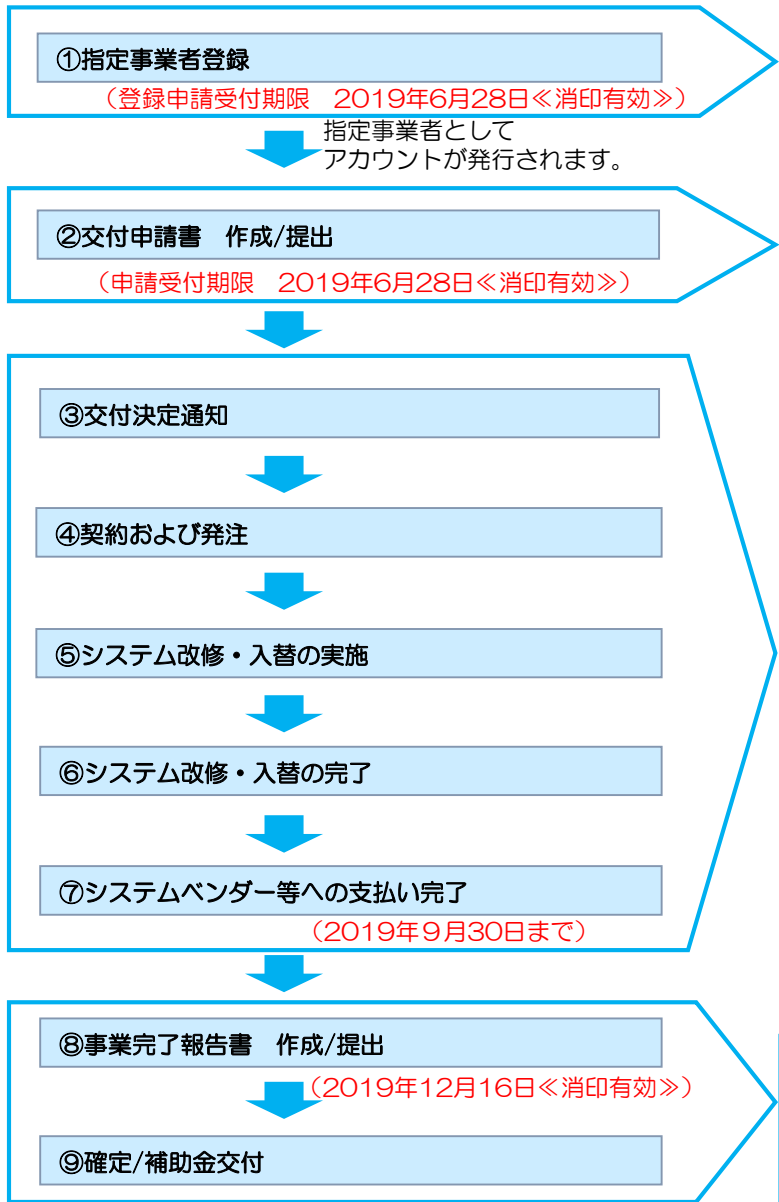 ①指定事業者登録
（登録申請受付期限　2019年6月28日≪消印有効≫）
指定事業者として
アカウントが発行されます。
②交付申請書　作成/提出
（申請受付期限　2019年6月28日≪消印有効≫）
③交付決定通知
④契約および発注
⑤システム改修・入替の実施
⑥システム改修・入替の完了
⑦システムベンダー等への支払い完了
（2019年９月30日まで）
⑧事業完了報告書　作成/提出
（2019年12月16日≪消印有効≫）
⑨確定/補助金交付